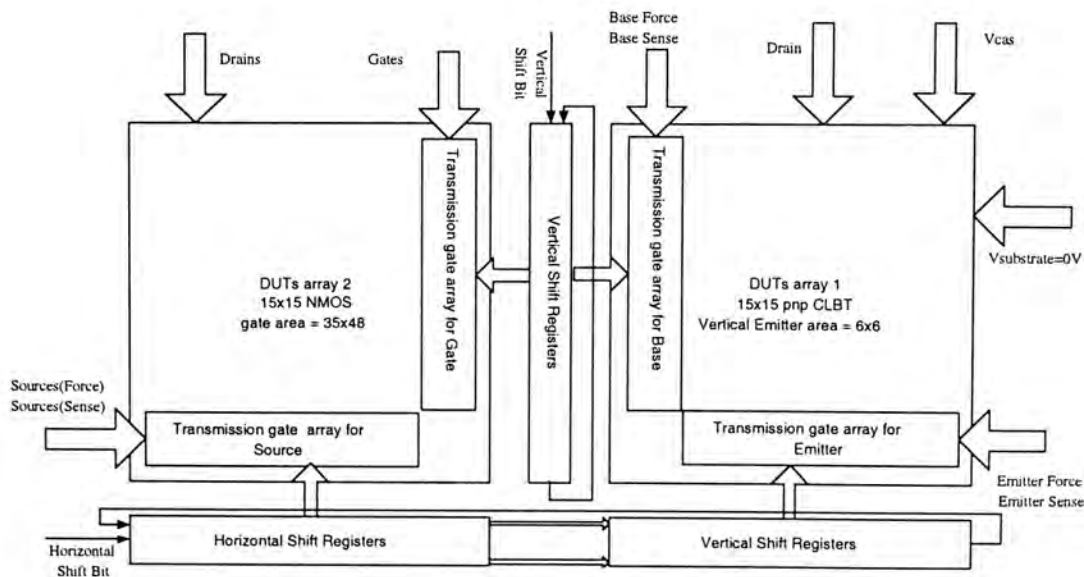 Drains
Gates
Vertical
Shift Bit
Base Force
Base Sense
Drain
Vcas
Transmission gate array for
Gate
Vertical Shift Registers
Transmission gate array for
Base
Vsubstrate=0V
DUTs array 2
15x15 NMOS
gate area = 35x48
DUTs array 1
15x15 pnp CLBT
Vertical Emitter area = 6x6
Sources(Force)
Sources(Sense)
Transmission gate array for
Source
Transmission gate array for
Emitter
Emitter Force
Emitter Sense
Horizontal Shift Registers
Vertical Shift Registers
Horizontal
Shift Bit